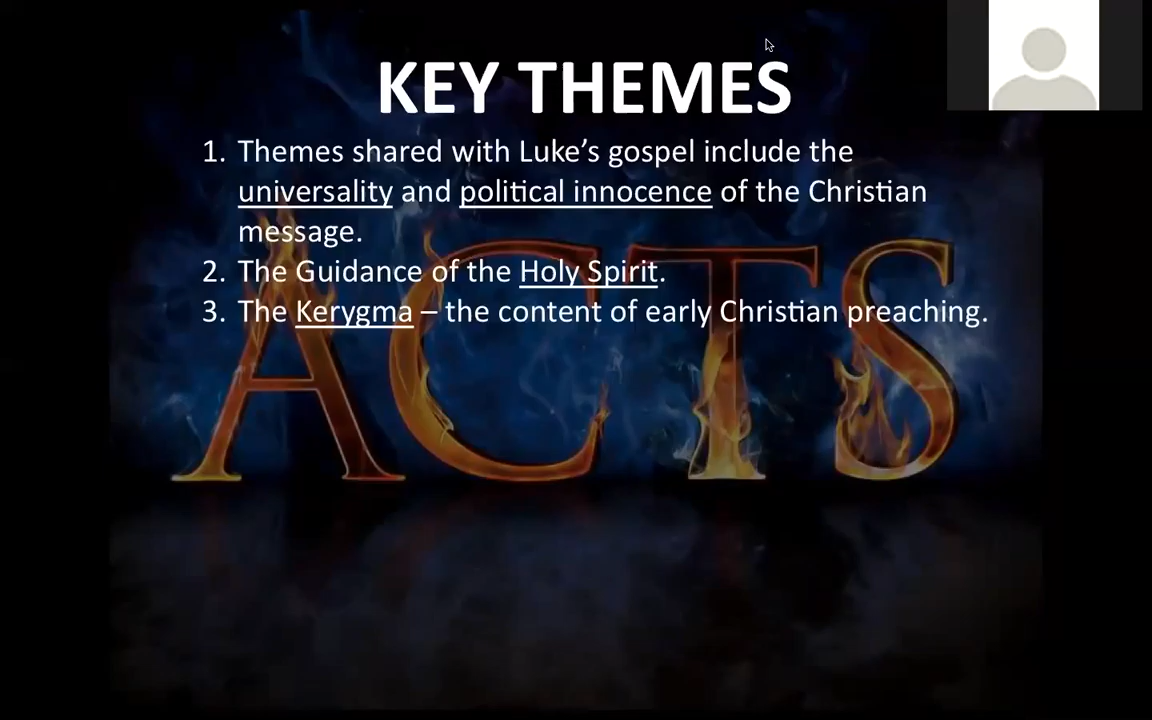 KEY THEMES
1. Themes shared with Luke’s gospel include the
universality and political innocence of the Christian
message.
2. The Guidance of the Holy Spirit.
3. The Kerygma – the content of early Christian preaching.
ACTS